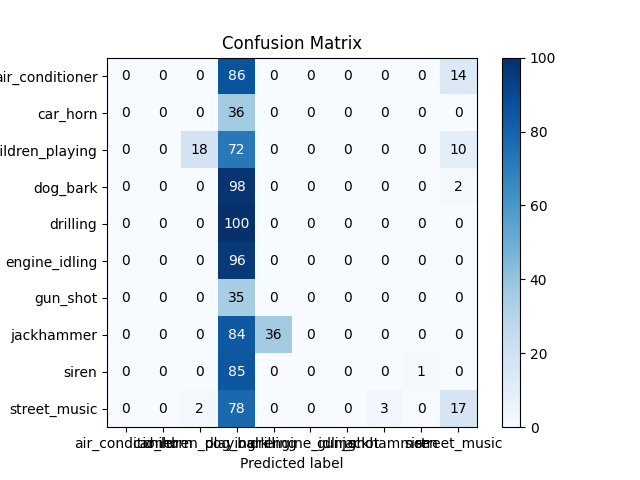 Confusion Matrix
air_conditioner 0 0 0 86 0 0 0 0 0 14
car_horn 0 0 0 36 0 0 0 0 0 0
ildren_playing 0 0 18 72 0 0 0 0 0 10
dog_bark 0 0 0 98 0 0 0 0 0 2
drilling 0 0 0 100 0 0 0 0 0 0
engine_idling 0 0 0 96 0 0 0 0 0 0
gun_shot 0 0 0 35 0 0 0 0 0 0
jackhammer 0 0 0 84 36 0 0 0 0 0
siren 0 0 0 85 0 0 0 0 1 0
street_music 0 0 2 78 0 0 0 3 0 17
street_music
Predicted label
100
80
60
40
20
0